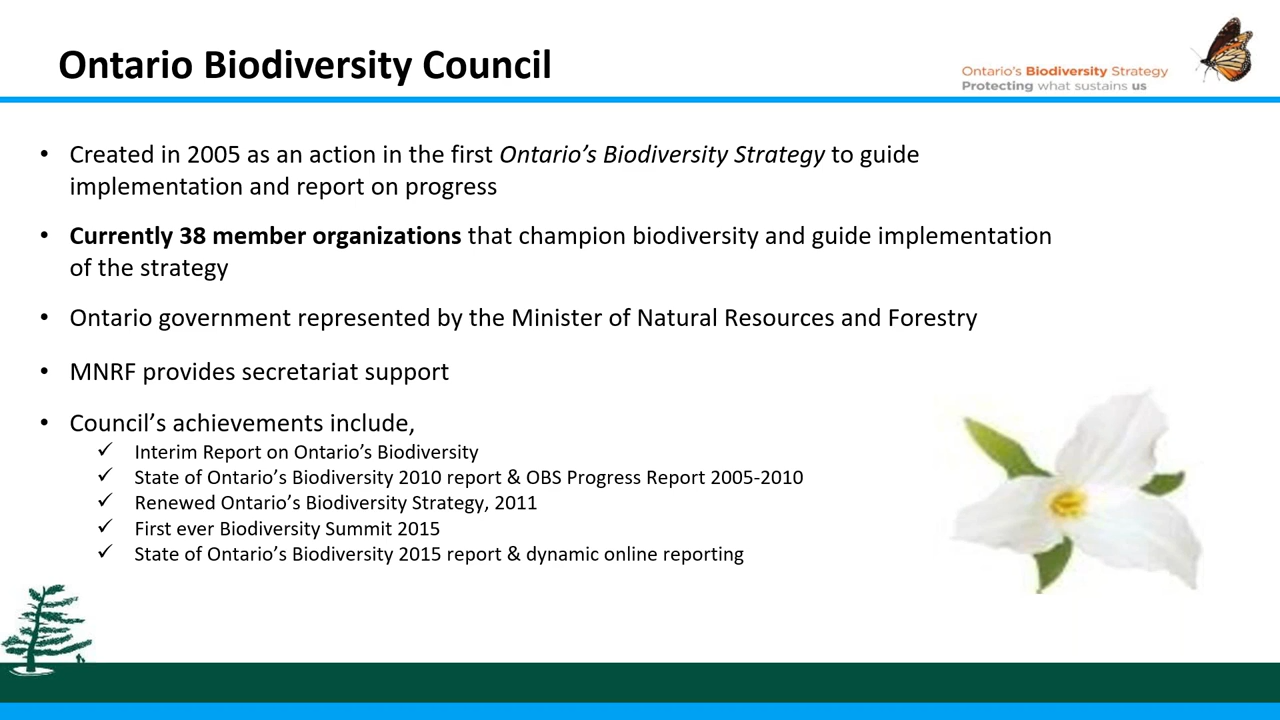 Ontario Biodiversity Council
Ontario's Biodiversity Strategy
Protecting what sustains us
• Created in 2005 as an action in the first Ontario’s Biodiversity Strategy to guide
implementation and report on progress
• Currently 38 member organizations that champion biodiversity and guide implementation
of the strategy
• Ontario government represented by the Minister of Natural Resources and Forestry
• MNRF provides secretariat support
• Council’s achievements include,
✓ Interim Report on Ontario’s Biodiversity
✓ State of Ontario’s Biodiversity 2010 report & OBS Progress Report 2005-2010
✓ Renewed Ontario’s Biodiversity Strategy, 2011
✓ First ever Biodiversity Summit 2015
✓ State of Ontario’s Biodiversity 2015 report & dynamic online reporting